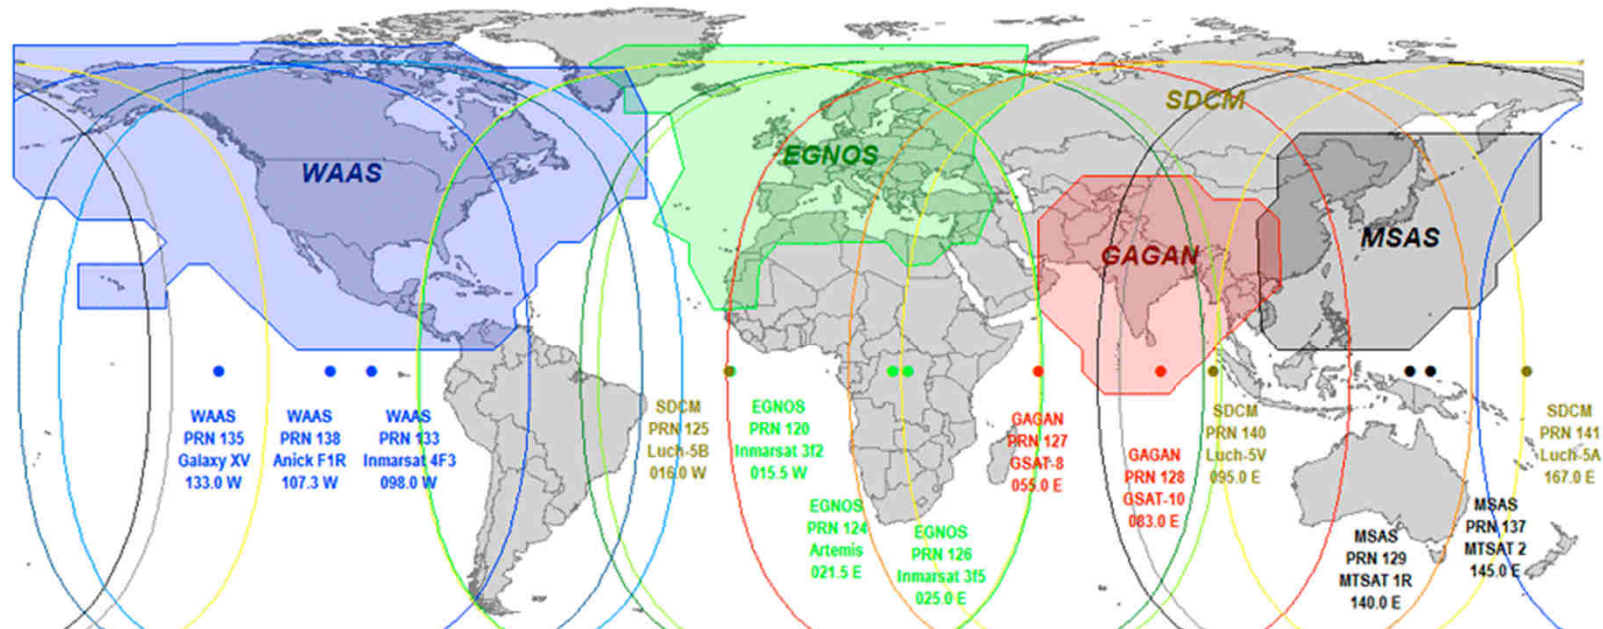 SDCM
WAAS
EGNOS
GAGAN
MSAS
WAAS
PRN 135
Galaxy XV
133.0 W
WAAS
PRN 138
Anick F1R
107.3 W
WAAS
PRN 133
Inmarsat 4F3
098.0 W
SDCM
PRN 125
Luch-5B
016.0 W
EGNOS
PRN 120
Inmarsat 3f2
015.5 W
EGNOS
PRN 124
Artemis
021.5 E
EGNOS
PRN 126
Inmarsat 3f5
025.0 E
GAGAN
PRN 127
GSAT-8
055.0 E
GAGAN
PRN 128
GSAT-10
083.0 E
SDCM
PRN 140
Luch-5V
095.0 E
MSAS
PRN 129
MTSAT 1R
140.0 E
MSAS
PRN 137
MTSAT 2
145.0 E
SDCM
PRN 141
Luch-5A
167.0 E